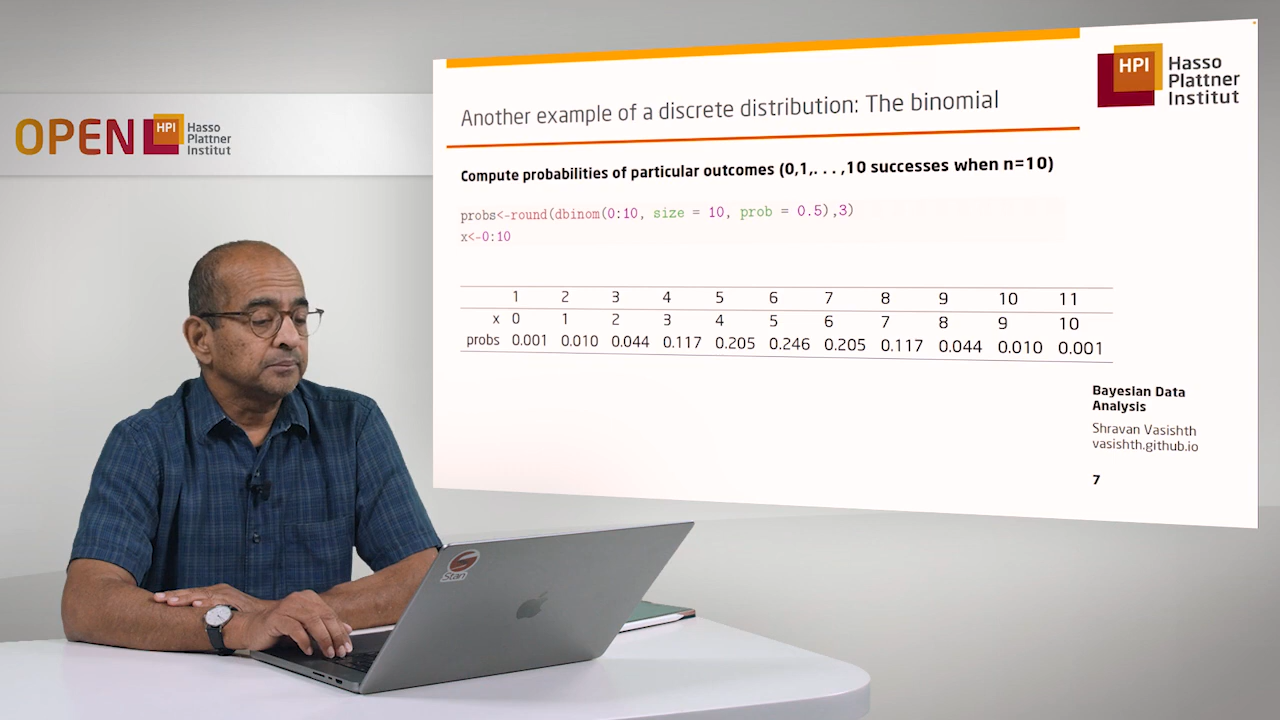 OPEN HPI Hasso
Plattner
Institut
HPI Hasso
Plattner
Institut
Another example of a discrete distribution: The binomial
Compute probabilities of particular outcomes (0,1,. . . ,10 successes when n=10)
probs<-round(dbinom(0:10, size = 10, prob = 0.5),3)
x<-0:10
1 2 3 4 5 6 7 8 9 10 11
x 0 1 2 3 4 5 6 7 8 9 10
probs 0.001 0.010 0.044 0.117 0.205 0.246 0.205 0.117 0.044 0.010 0.001
Bayesian Data
Analysis
Shravan Vasishth
vasishth.github.io
7
Stan